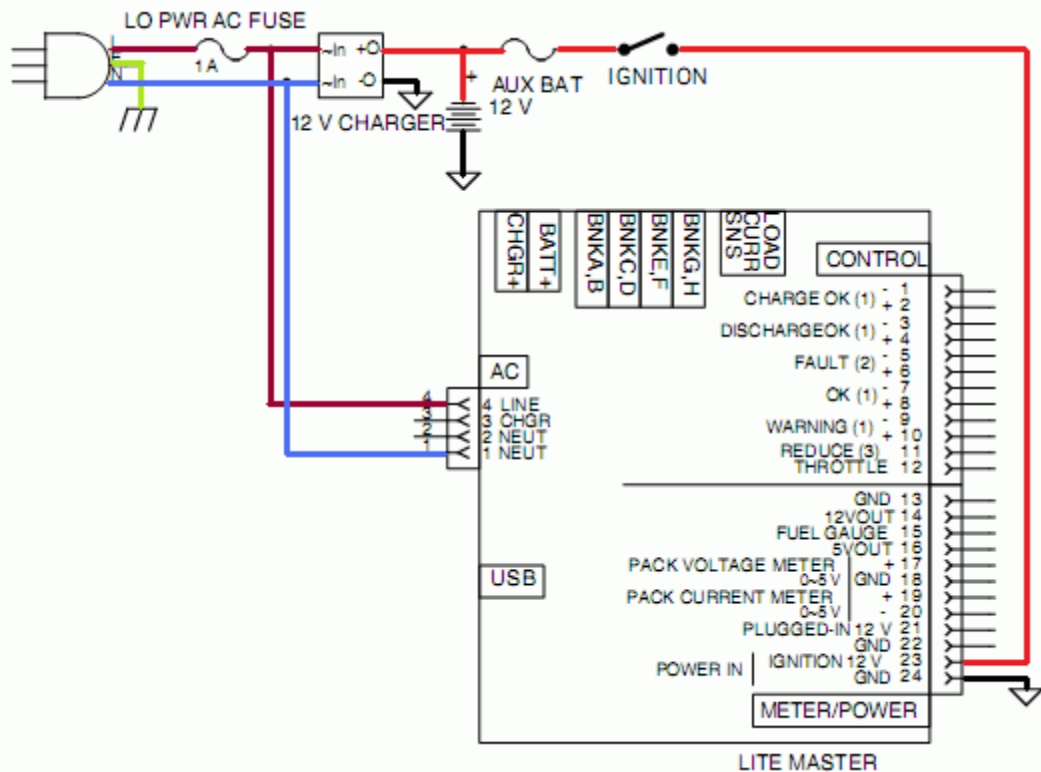 LO PWR AC FUSE
L
E
N
1 A
~In +O
~In -O
12 V CHARGER
+
AUX BAT
12 V
IGNITION
CHGR+
BATT+
BNKA,B
BNKC,D
BNKE,F
BNKG,H
LOAD
CURR
SNS
CONTROL
CHARGE OK (1) - 1
+ 2
DISCHARGEOK (1) - 3
+ 4
FAULT (2) - 5
+ 6
OK (1) - 7
+ 8
WARNING (1) - 9
+ 10
REDUCE (3) 11
THROTTLE 12
AC
4 4 LINE
3 3 CHGR
2 2 NEUT
1 1 NEUT
GND 13
12VOUT 14
FUEL GAUGE 15
5VOUT 16
PACK VOLTAGE METER + 17
0~5 V GND 18
PACK CURRENT METER + 19
0~5 V - 20
PLUGGED-IN 12 V 21
GND 22
POWER IN IGNITION 12 V 23
GND 24
USB
METER/POWER
LITE MASTER